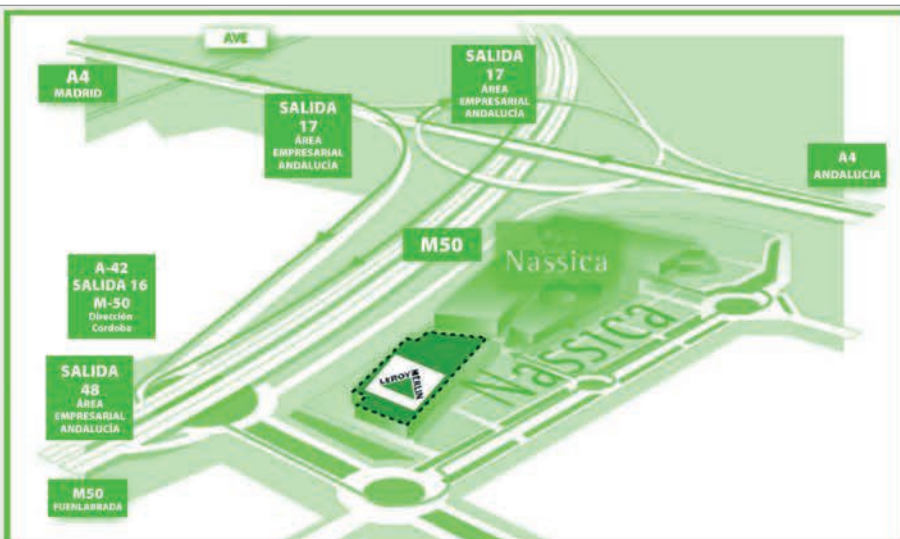 AVE
A4
MADRID
SALIDA
17
ÁREA
EMPRESARIAL
ANDALUCÍA
SALIDA
17
ÁREA
EMPRESARIAL
ANDALUCÍA
A4
ANDALUCIA
M50
Nassica
A-42
SALIDA 16
M-50
Dirección
Cordoba
Nassica
LEROY MERLIN
SALIDA
48
ÁREA
EMPRESARIAL
ANDALUCÍA
M50
FUENLABRADA